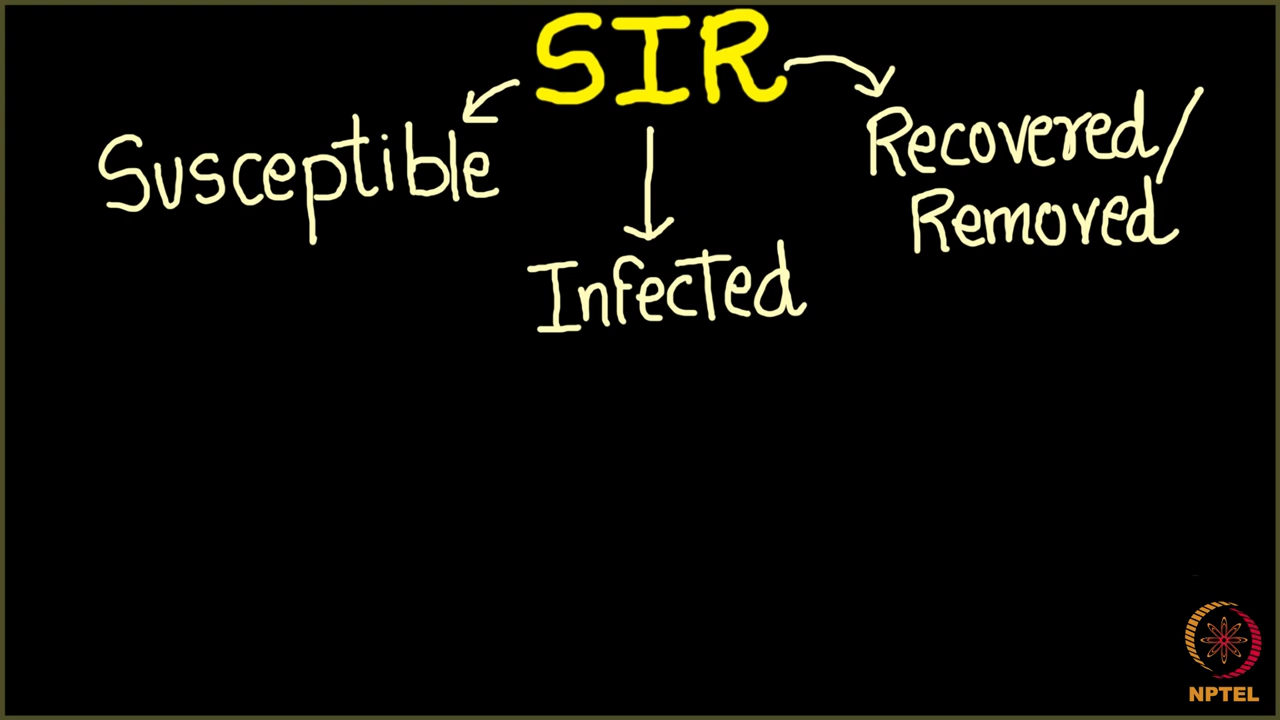 SIR
Susceptible
Infected
Recovered/
Removed
NPTEL